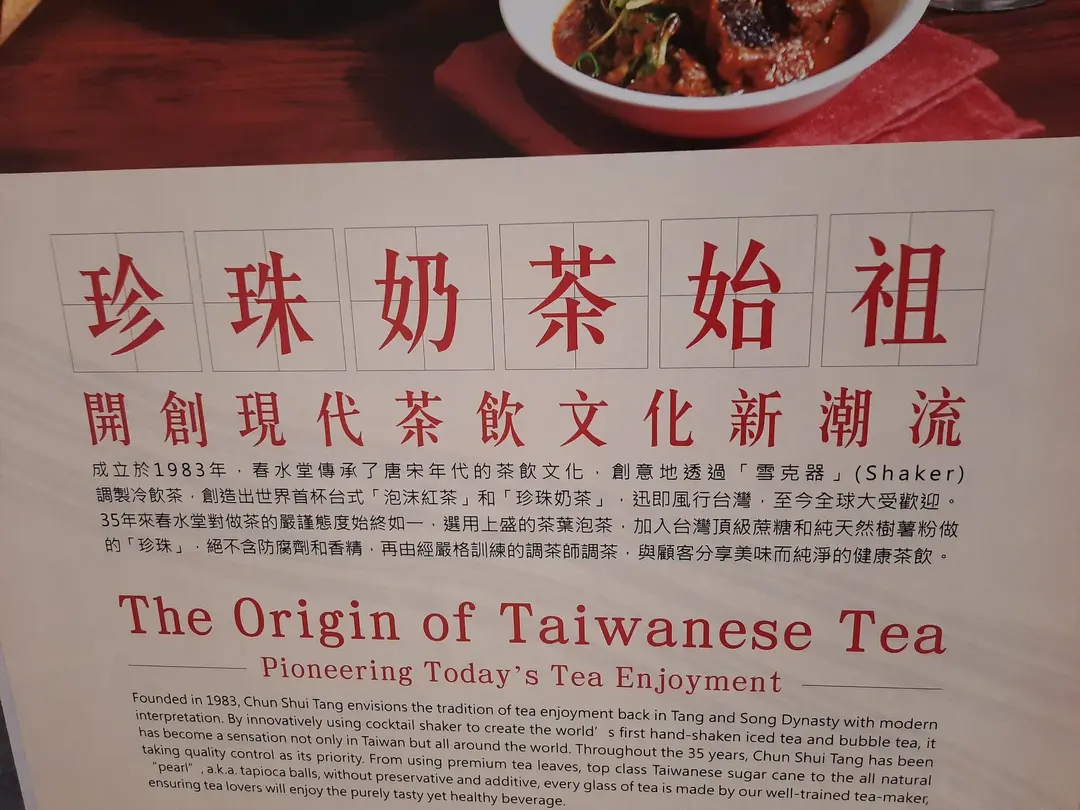 珍珠奶茶始祖
開創現代茶飲文化新潮流
成立於1983年，春水堂傳承了唐宋年代的茶飲文化，創意地透過「雪克器」(Shaker)
調製冷飲茶，創造出世界首杯台式「泡沫紅茶」和「珍珠奶茶」，迅即風行台灣，至今全球大受歡迎。
35年來春水堂對做茶的嚴謹態度始終如一，選用上盛的茶葉泡茶，加入台灣頂級蔗糖和純天然樹薯粉做
的「珍珠」，絕不含防腐劑和香精，再由經嚴格訓練的調茶師調茶，與顧客分享美味而純淨的健康茶飲。
The Origin of Taiwanese Tea
Pioneering Today's Tea Enjoyment
Founded in 1983, Chun Shui Tang envisions the tradition of tea enjoyment back in Tang and Song Dynasty with modern
interpretation. By innovatively using cocktail shaker to create the world's first hand-shaken iced tea and bubble tea, it
has become a sensation not only in Taiwan but all around the world. Throughout the 35 years, Chun Shui Tang has been
taking quality control as its priority. From using premium tea leaves, top class Taiwanese sugar cane to the all natural
"pearl", a.k.a. tapioca balls, without preservative and additive, every glass of tea is made by our well-trained tea-maker,
ensuring tea lovers will enjoy the purely tasty yet healthy beverage.